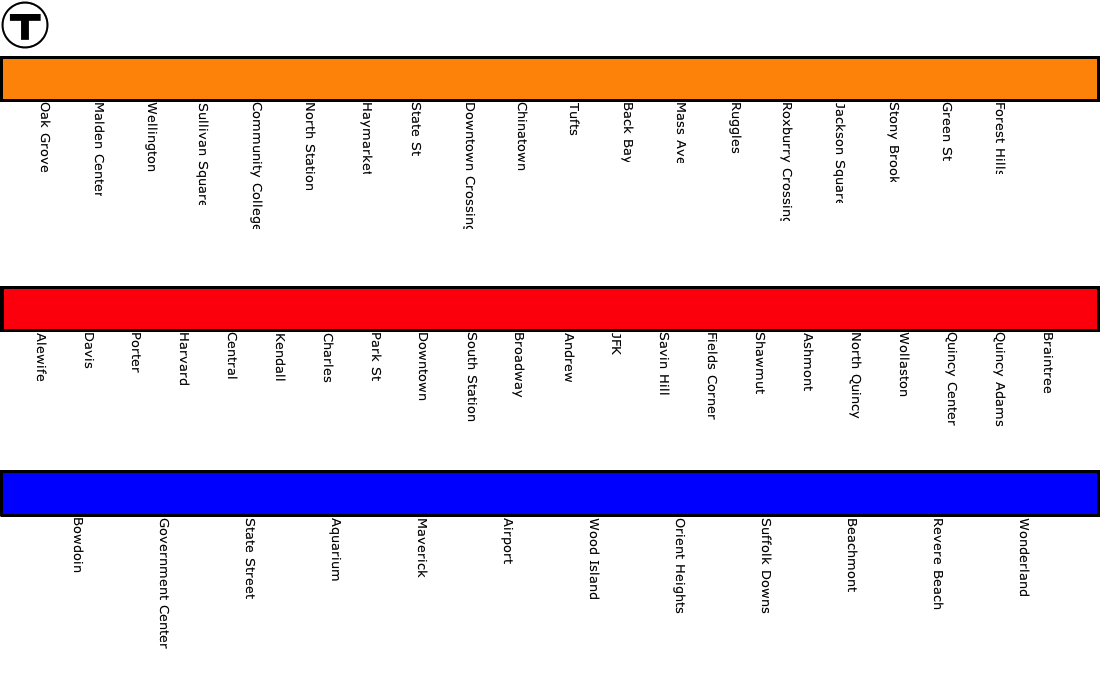 T
Oak Grove
Malden Center
Wellington
Sullivan Square
Community College
North Station
Haymarket
State St
Downtown Crossing
Chinatown
Tufts
Back Bay
Mass Ave
Ruggles
Roxburry Crossing
Jackson Square
Stony Brook
Green St
Forest Hills
Alewife
Davis
Porter
Harvard
Central
Kendall
Charles
Park St
Downtown
South Station
Broadway
Andrew
JFK
Savin Hill
Fields Corner
Shawmut
Ashmont
North Quincy
Wollaston
Quincy Center
Quincy Adams
Braintree
Bowdoin
Government Center
State Street
Aquarium
Maverick
Airport
Wood Island
Orient Heights
Suffolk Downs
Beachmont
Revere Beach
Wonderland